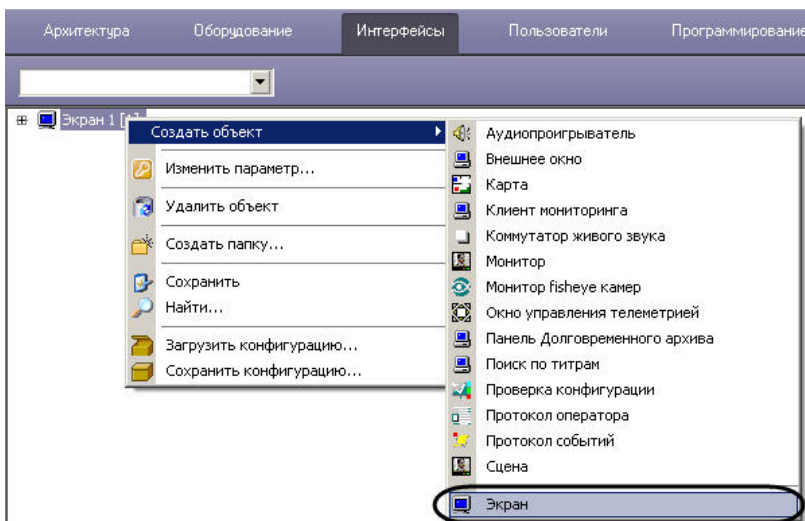 Архитектура Оборудование Интерфейсы Пользователи Программирование
Экран 1 [1]
Создать объект
Изменить параметр...
Удалить объект
Создать папку...
Сохранить
Найти...
Загрузить конфигурацию...
Сохранить конфигурацию...
Аудиопроигрыватель
Внешнее окно
Карта
Клиент мониторинга
Коммутатор живого звука
Монитор
Монитор fisheye камер
Окно управления телеметрией
Панель Долговременного архива
Поиск по титрам
Проверка конфигурации
Протокол оператора
Протокол событий
Сцена
Экран